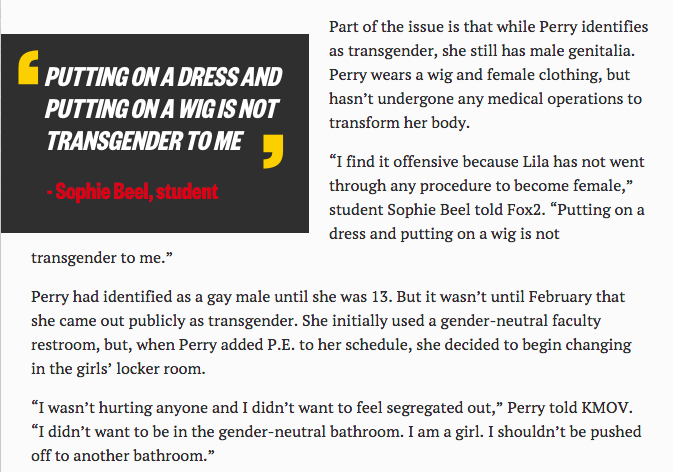 Part of the issue is that while Perry identifies
as transgender, she still has male genitalia.
Perry wears a wig and female clothing, but
hasn’t undergone any medical operations to
transform her body.
‘
PUTTING ON A DRESS AND
PUTTING ON A WIG IS NOT
TRANSGENDER TO ME
’
- Sophie Beel, student
“I find it offensive because Lila has not went
through any procedure to become female,”
student Sophie Beel told Fox2. “Putting on a
dress and putting on a wig is not
transgender to me.”
Perry had identified as a gay male until she was 13. But it wasn’t until February that
she came out publicly as transgender. She initially used a gender-neutral faculty
restroom, but, when Perry added P.E. to her schedule, she decided to begin changing
in the girls’ locker room.
“I wasn’t hurting anyone and I didn’t want to feel segregated out,” Perry told KMOV.
“I didn’t want to be in the gender-neutral bathroom. I am a girl. I shouldn’t be pushed
off to another bathroom.”